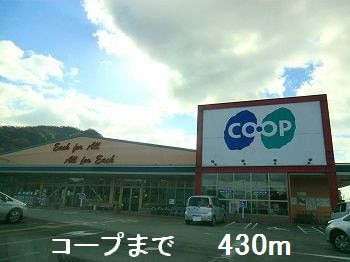 Each for All
All for Each
CO·OP
コープまで 430m